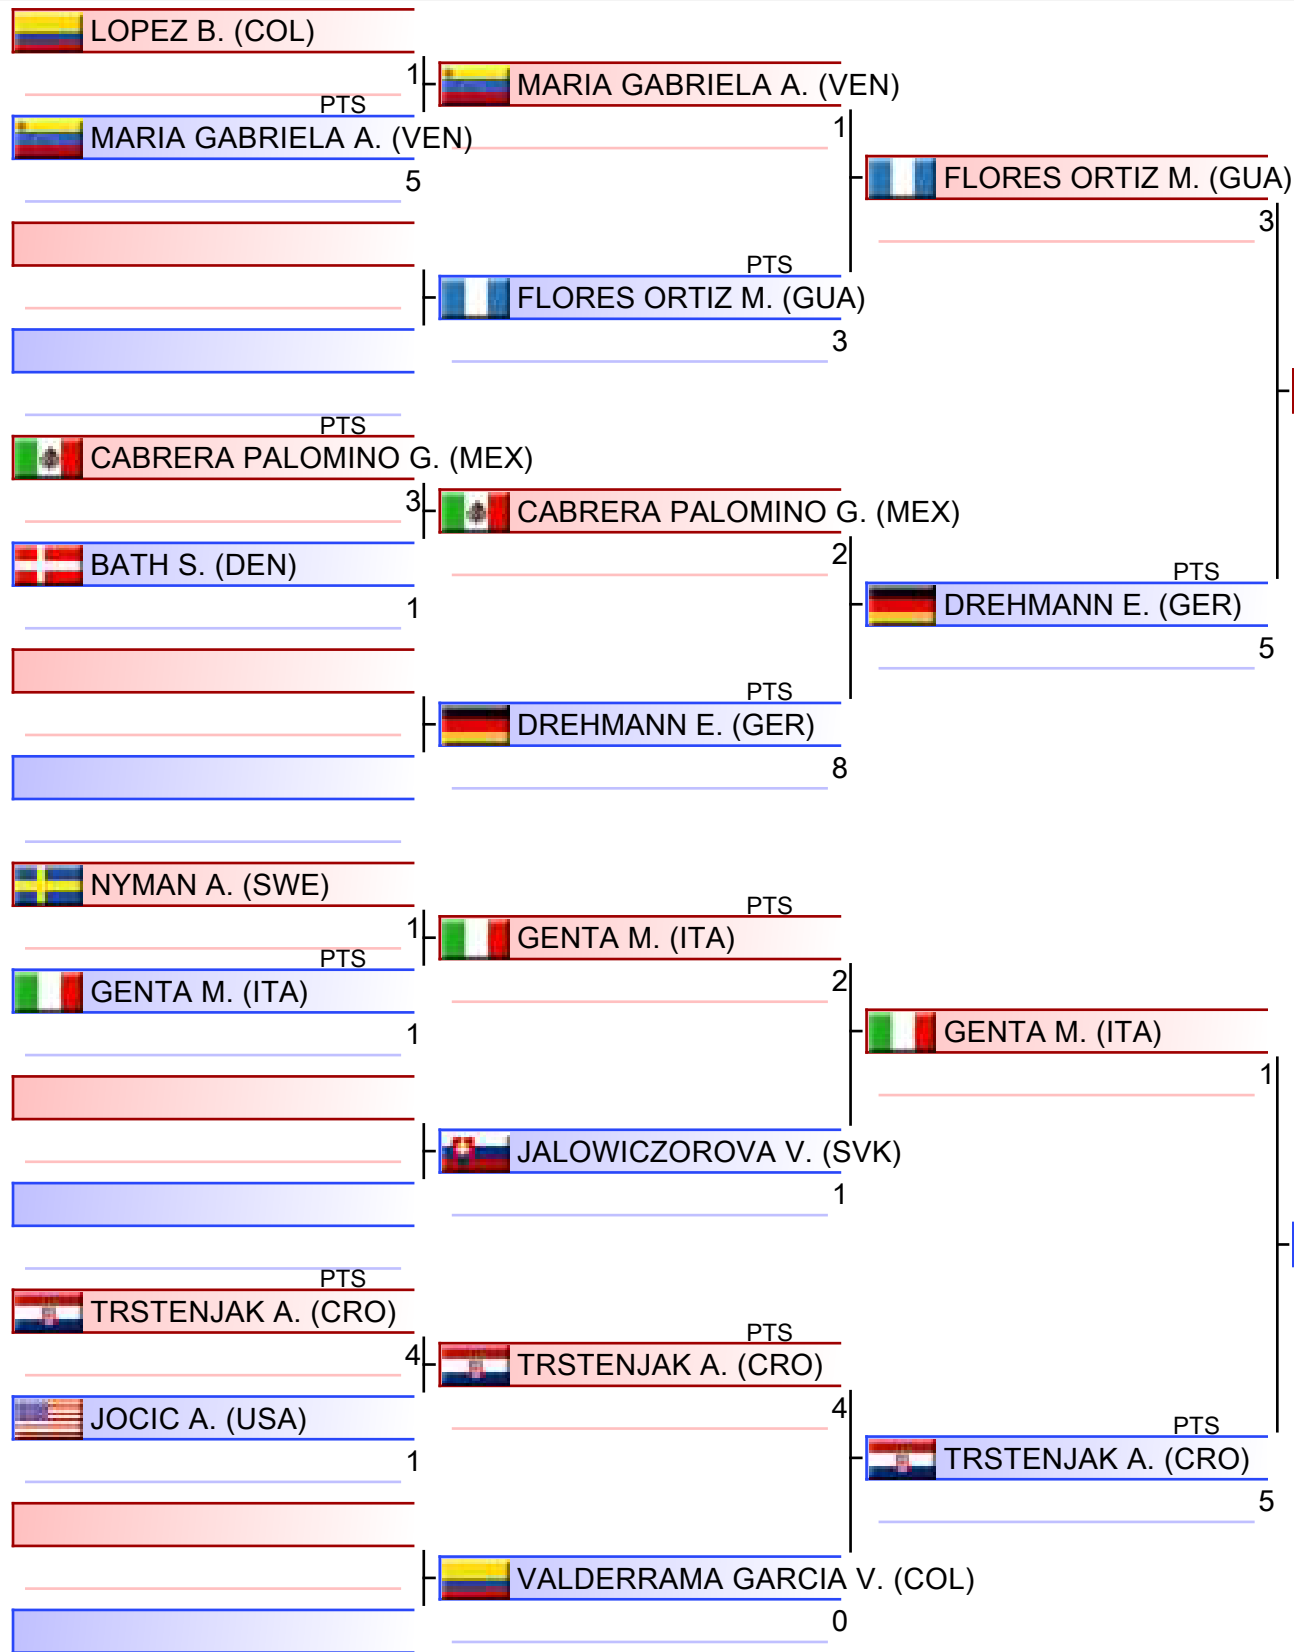 LOPEZ B. (COL)
1
PTS
MARIA GABRIELA A. (VEN)
5
PTS
CABRERA PALOMINO G. (MEX)
3
BATH S. (DEN)
1
NYMAN A. (SWE)
1
PTS
GENTA M. (ITA)
1
PTS
TRSTENJAK A. (CRO)
4
JOCIC A. (USA)
1
MARIA GABRIELA A. (VEN)
1
PTS
FLORES ORTIZ M. (GUA)
3
CABRERA PALOMINO G. (MEX)
2
PTS
DREHMANN E. (GER)
8
PTS
GENTA M. (ITA)
2
JALOWICZOROVA V. (SVK)
1
PTS
TRSTENJAK A. (CRO)
4
VALDERRAMA GARCIA V. (COL)
0
FLORES ORTIZ M. (GUA)
3
PTS
DREHMANN E. (GER)
5
GENTA M. (ITA)
1
PTS
TRSTENJAK A. (CRO)
5